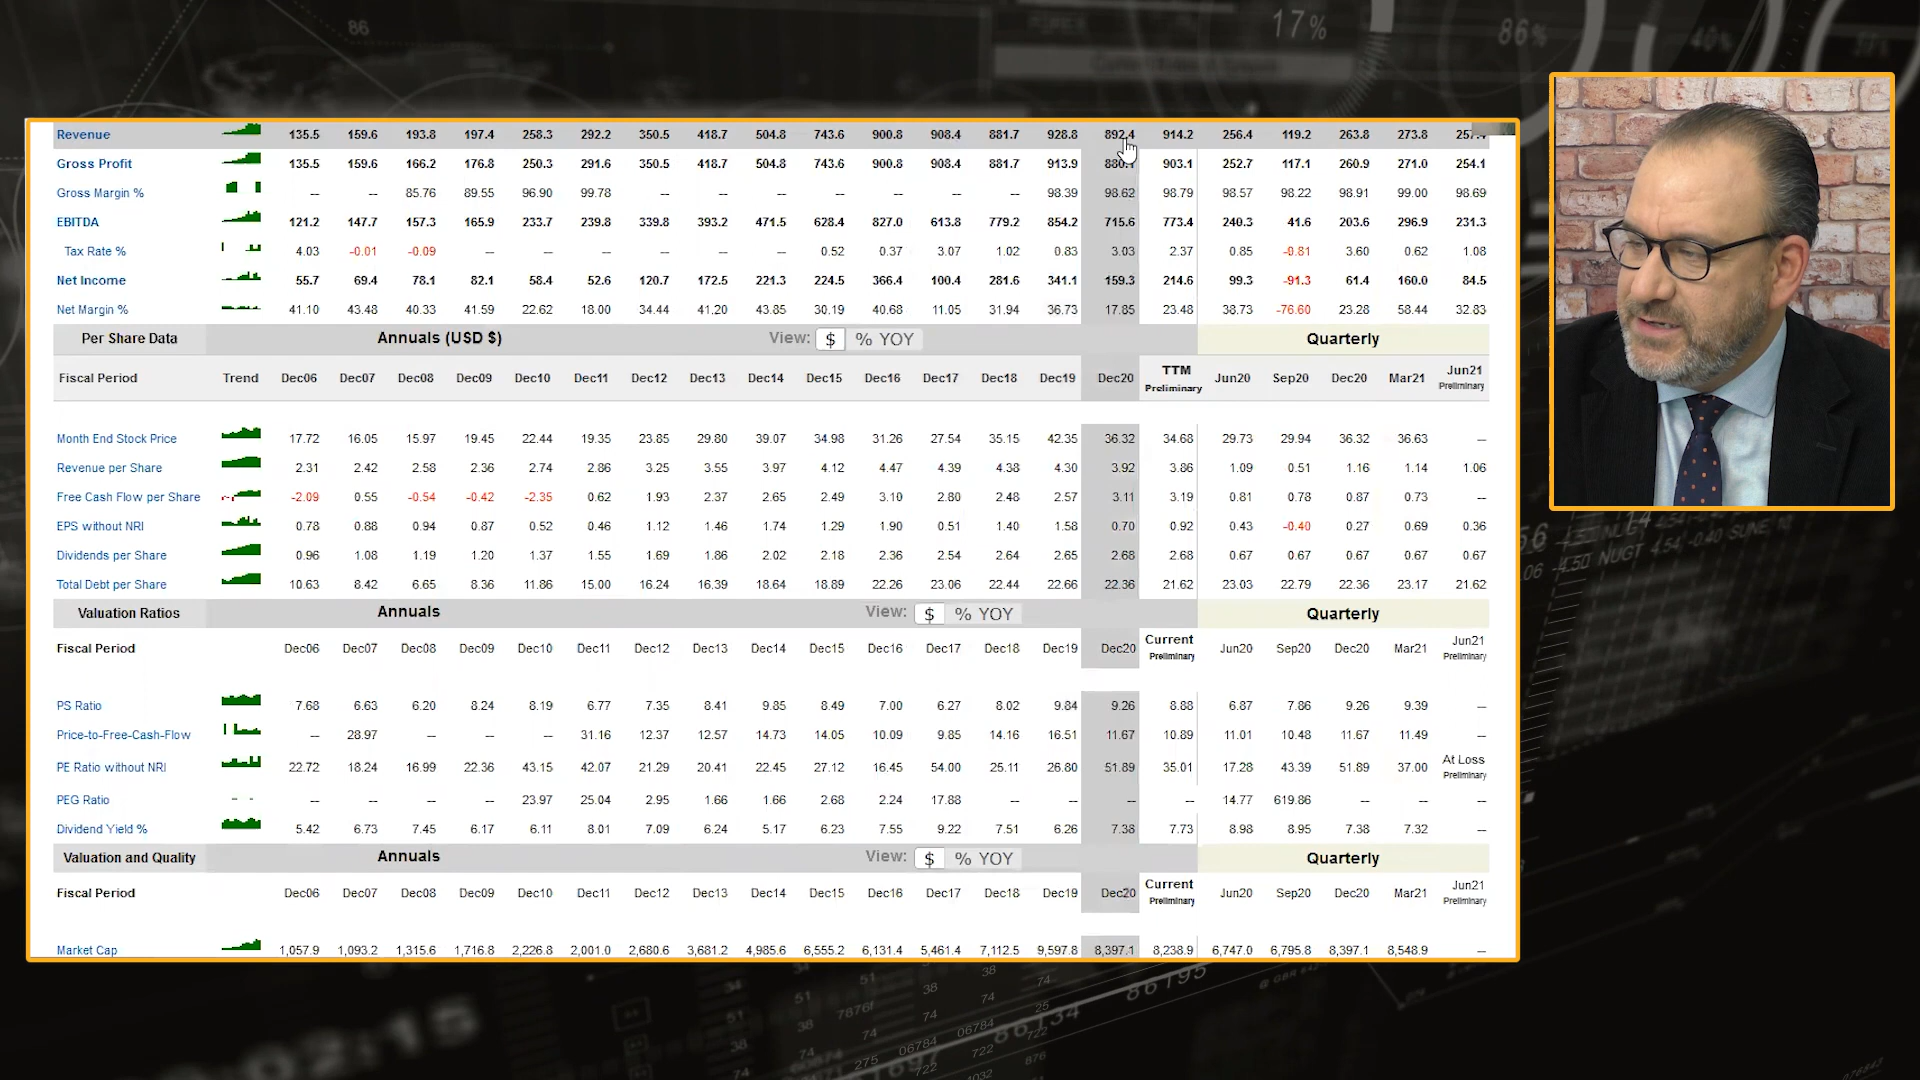 86
17%
86%
40%
Revenue 135.5 159.6 193.8 197.4 258.3 292.2 350.5 418.7 504.8 743.6 900.8 908.4 881.7 928.8 892.4 914.2 256.4 119.2 263.8 273.8 257.4
Gross Profit 135.5 159.6 166.2 176.8 250.3 291.6 350.5 418.7 504.8 743.6 900.8 908.4 881.7 913.9 880.1 903.1 252.7 117.1 260.9 271.0 254.1
Gross Margin % -- -- 85.76 89.55 96.90 99.78 -- -- -- -- -- -- -- 98.39 98.62 98.79 98.57 98.22 98.91 99.00 98.69
EBITDA 121.2 147.7 157.3 165.9 233.7 239.8 339.8 393.2 471.5 628.4 827.0 613.8 779.2 854.2 715.6 773.4 240.3 41.6 203.6 296.9 231.3
Tax Rate % 4.03 -0.01 -0.09 -- -- -- -- -- -- 0.52 0.37 3.07 1.02 0.83 3.03 2.37 0.85 -0.81 3.60 0.62 1.08
Net Income 55.7 69.4 78.1 82.1 58.4 52.6 120.7 172.5 221.3 224.5 366.4 100.4 281.6 341.1 159.3 214.6 99.3 -91.3 61.4 160.0 84.5
Net Margin % 41.10 43.48 40.33 41.59 22.62 18.00 34.44 41.20 43.85 30.19 40.68 11.05 31.94 36.73 17.85 23.48 38.73 -76.60 23.28 58.44 32.83
Per Share Data Annuals (USD $) View: $ % YOY Quarterly
Fiscal Period Trend Dec06 Dec07 Dec08 Dec09 Dec10 Dec11 Dec12 Dec13 Dec14 Dec15 Dec16 Dec17 Dec18 Dec19 Dec20 TTM Preliminary Jun20 Sep20 Dec20 Mar21 Jun21 Preliminary
Month End Stock Price 17.72 16.05 15.97 19.45 22.44 19.35 23.85 29.80 39.07 34.98 31.26 27.54 35.15 42.35 36.32 34.68 29.73 29.94 36.32 36.63 --
Revenue per Share 2.31 2.42 2.58 2.36 2.74 2.86 3.25 3.55 3.97 4.12 4.47 4.39 4.38 4.30 3.92 3.86 1.09 0.51 1.16 1.14 1.06
Free Cash Flow per Share -2.09 0.55 -0.54 -0.42 -2.35 0.62 1.93 2.37 2.65 2.49 3.10 2.80 2.48 2.57 3.11 3.19 0.81 0.78 0.87 0.73 --
EPS without NRI 0.78 0.88 0.94 0.87 0.52 0.46 1.12 1.46 1.74 1.29 1.90 0.51 1.40 1.58 0.70 0.92 0.43 -0.40 0.27 0.69 0.36
Dividends per Share 0.96 1.08 1.19 1.20 1.37 1.55 1.69 1.86 2.02 2.18 2.36 2.54 2.64 2.65 2.68 2.68 0.67 0.67 0.67 0.67 0.67
Total Debt per Share 10.63 8.42 6.65 8.36 11.86 15.00 16.24 16.39 18.64 18.89 22.26 23.06 22.44 22.66 22.36 21.62 23.03 22.79 22.36 23.17 21.62
Valuation Ratios Annuals View: $ % YOY Quarterly
Fiscal Period Dec06 Dec07 Dec08 Dec09 Dec10 Dec11 Dec12 Dec13 Dec14 Dec15 Dec16 Dec17 Dec18 Dec19 Dec20 Current Preliminary Jun20 Sep20 Dec20 Mar21 Jun21 Preliminary
PS Ratio 7.68 6.63 6.20 8.24 8.19 6.77 7.35 8.41 9.85 8.49 7.00 6.27 8.02 9.84 9.26 8.88 6.87 7.86 9.26 9.39 --
Price-to-Free-Cash-Flow -- 28.97 -- -- -- 31.16 12.37 12.57 14.73 14.05 10.09 9.85 14.16 16.51 11.67 10.89 11.01 10.48 11.67 11.49 --
PE Ratio without NRI 22.72 18.24 16.99 22.36 43.15 42.07 21.29 20.41 22.45 27.12 16.45 54.00 25.11 26.80 51.89 35.01 17.28 43.39 51.89 37.00 At Loss Preliminary
PEG Ratio -- -- -- -- 23.97 25.04 2.95 1.66 1.66 2.68 2.24 17.88 -- -- -- -- 14.77 619.86 -- -- --
Dividend Yield % 5.42 6.73 7.45 6.17 6.11 8.01 7.09 6.24 5.17 6.23 7.55 9.22 7.51 6.26 7.38 7.73 8.98 8.95 7.38 7.32 --
Valuation and Quality Annuals View: $ % YOY Quarterly
Fiscal Period Dec06 Dec07 Dec08 Dec09 Dec10 Dec11 Dec12 Dec13 Dec14 Dec15 Dec16 Dec17 Dec18 Dec19 Dec20 Current Preliminary Jun20 Sep20 Dec20 Mar21 Jun21 Preliminary
Market Cap 1,057.9 1,093.2 1,315.6 1,716.8 2,226.8 2,001.0 2,680.6 3,681.2 4,985.6 6,555.2 6,131.4 5,461.4 7,112.5 9,597.8 8,397.1 8,238.9 6,747.0 6,795.8 8,397.1 8,548.9 --
NUGT 4.54 -0.40 SUNE
86195
86134
02:15